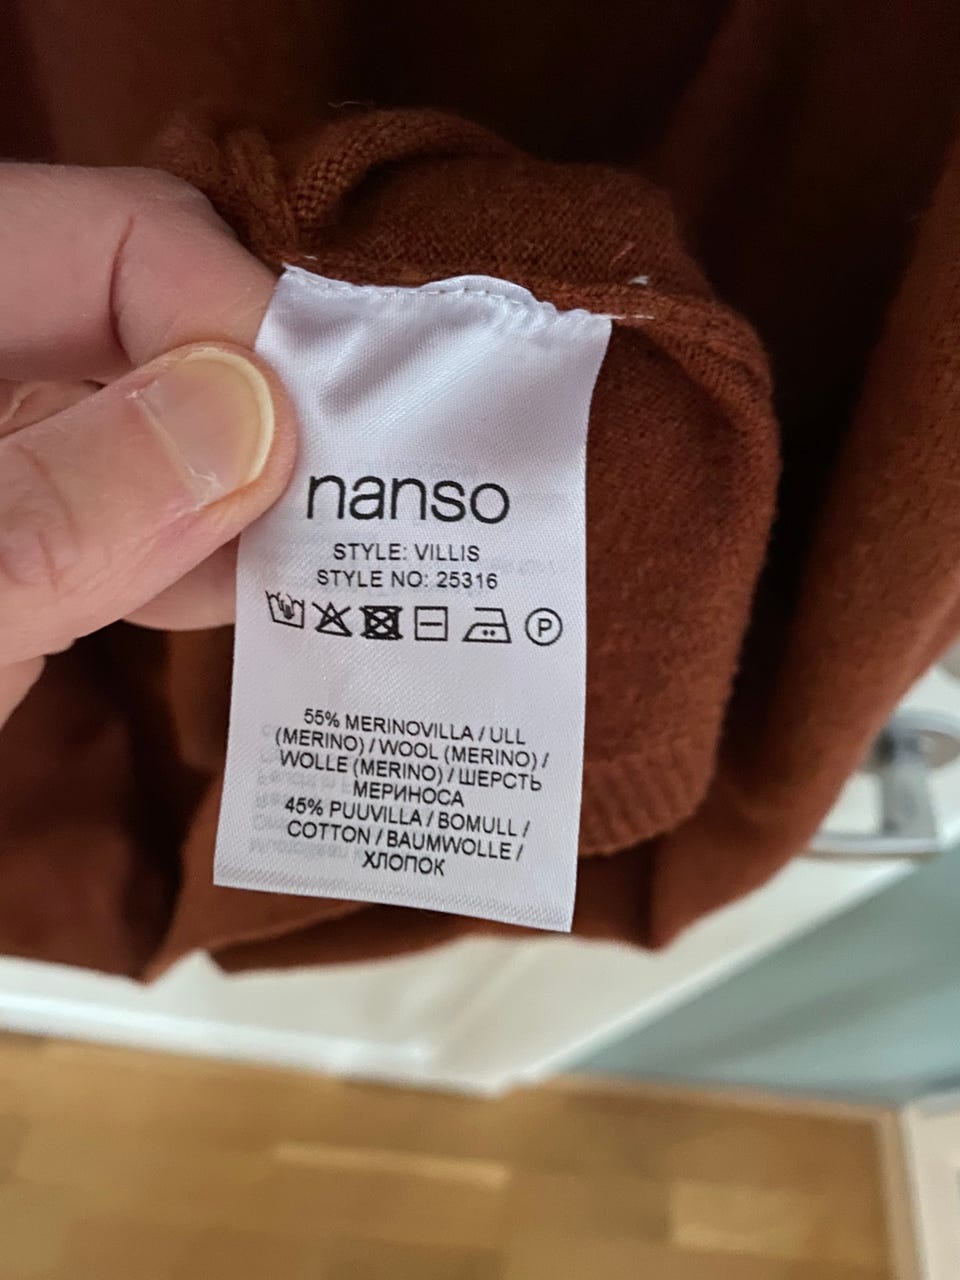 nanso
STYLE: VILLIS
STYLE NO: 25316
P
55% MERINOVILLA / ULL
(MERINO) / WOOL (MERINO) /
WOLLE (MERINO) / ШЕРСТЬ
МЕРИНОСА
45% PUUVILLA / BOMULL /
COTTON / BAUMWOLLE /
ХЛОПОК